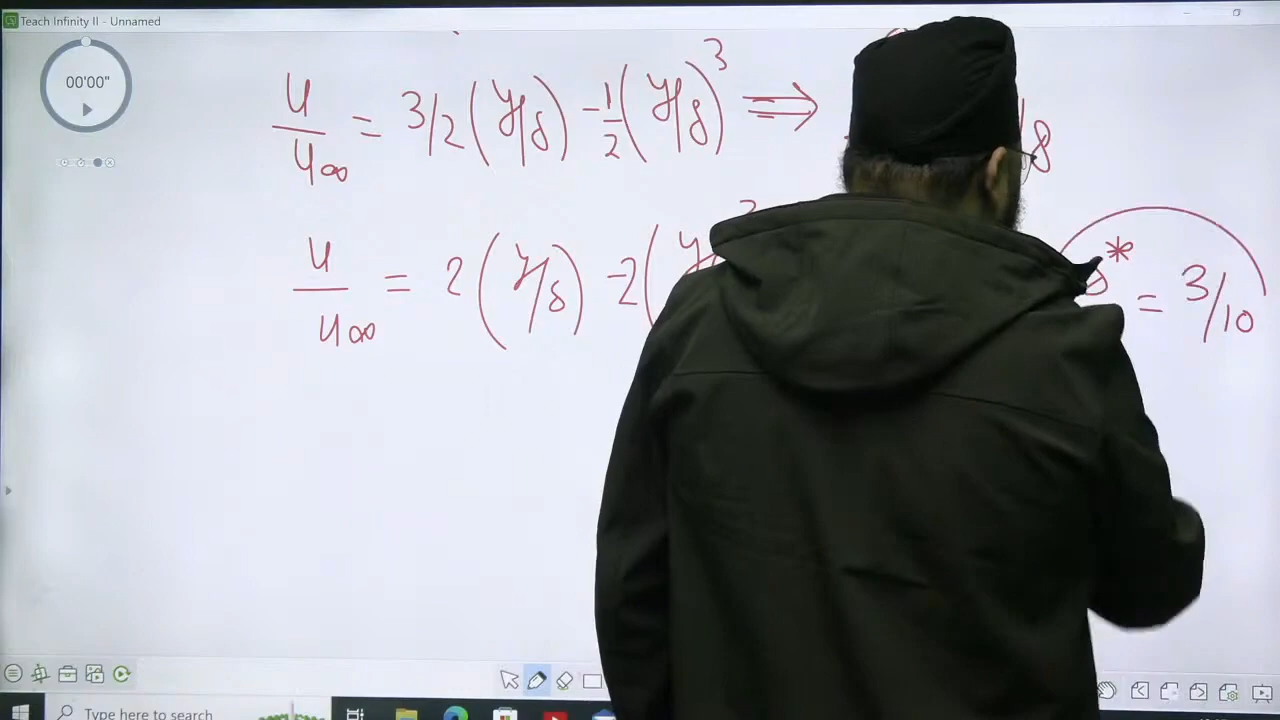 Teach Infinity II - Unnamed
00'00"
u/u∞ = 3/2 (y/δ) - 1/2 (y/δ)^3 ⟹ /8
u/u∞ = 2 (y/δ) - 2 (y δ* = 3/10
Type here to search